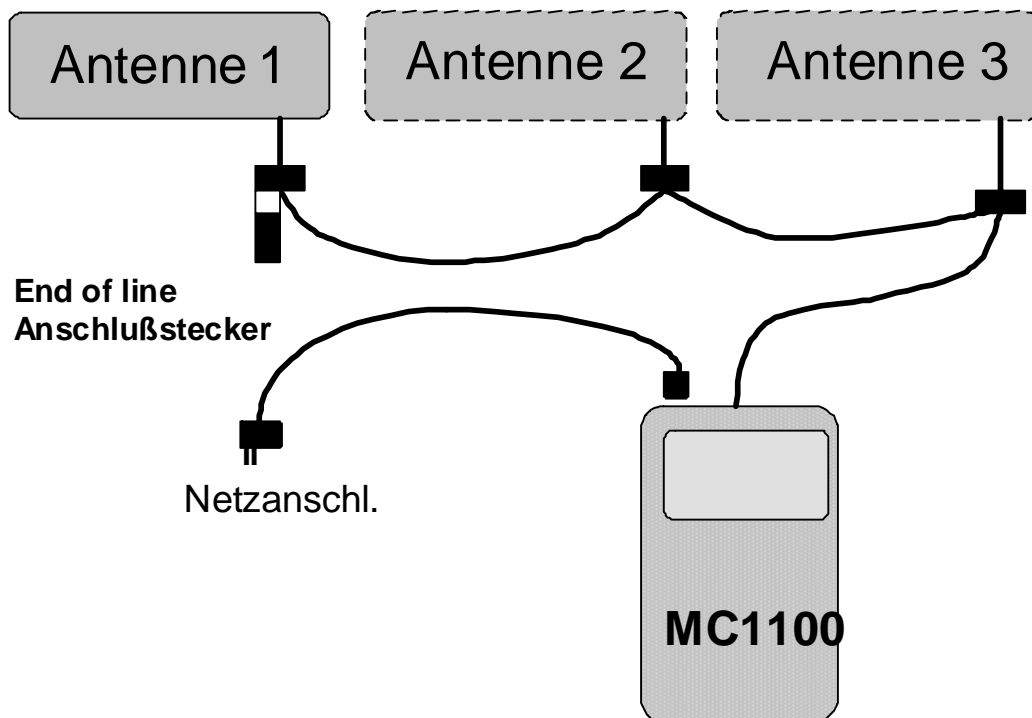 Antenne 1
Antenne 2
Antenne 3
End of line
Anschlußstecker
Netzanschl.
MC1100